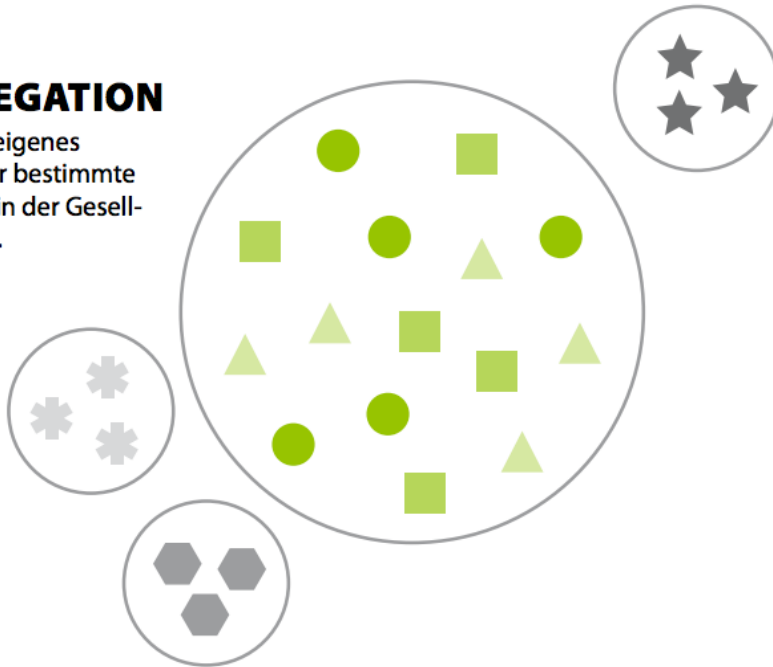 EGATION
eigenes
r bestimmte
in der Gesell-
.